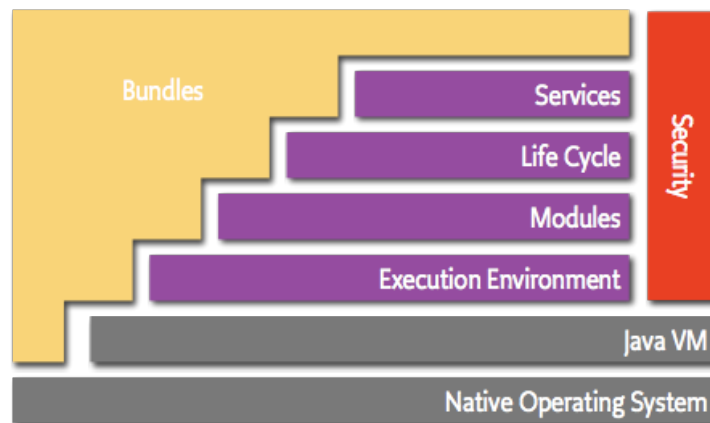 Bundles
Services
Life Cycle
Modules
Execution Environment
Java VM
Native Operating System
Security